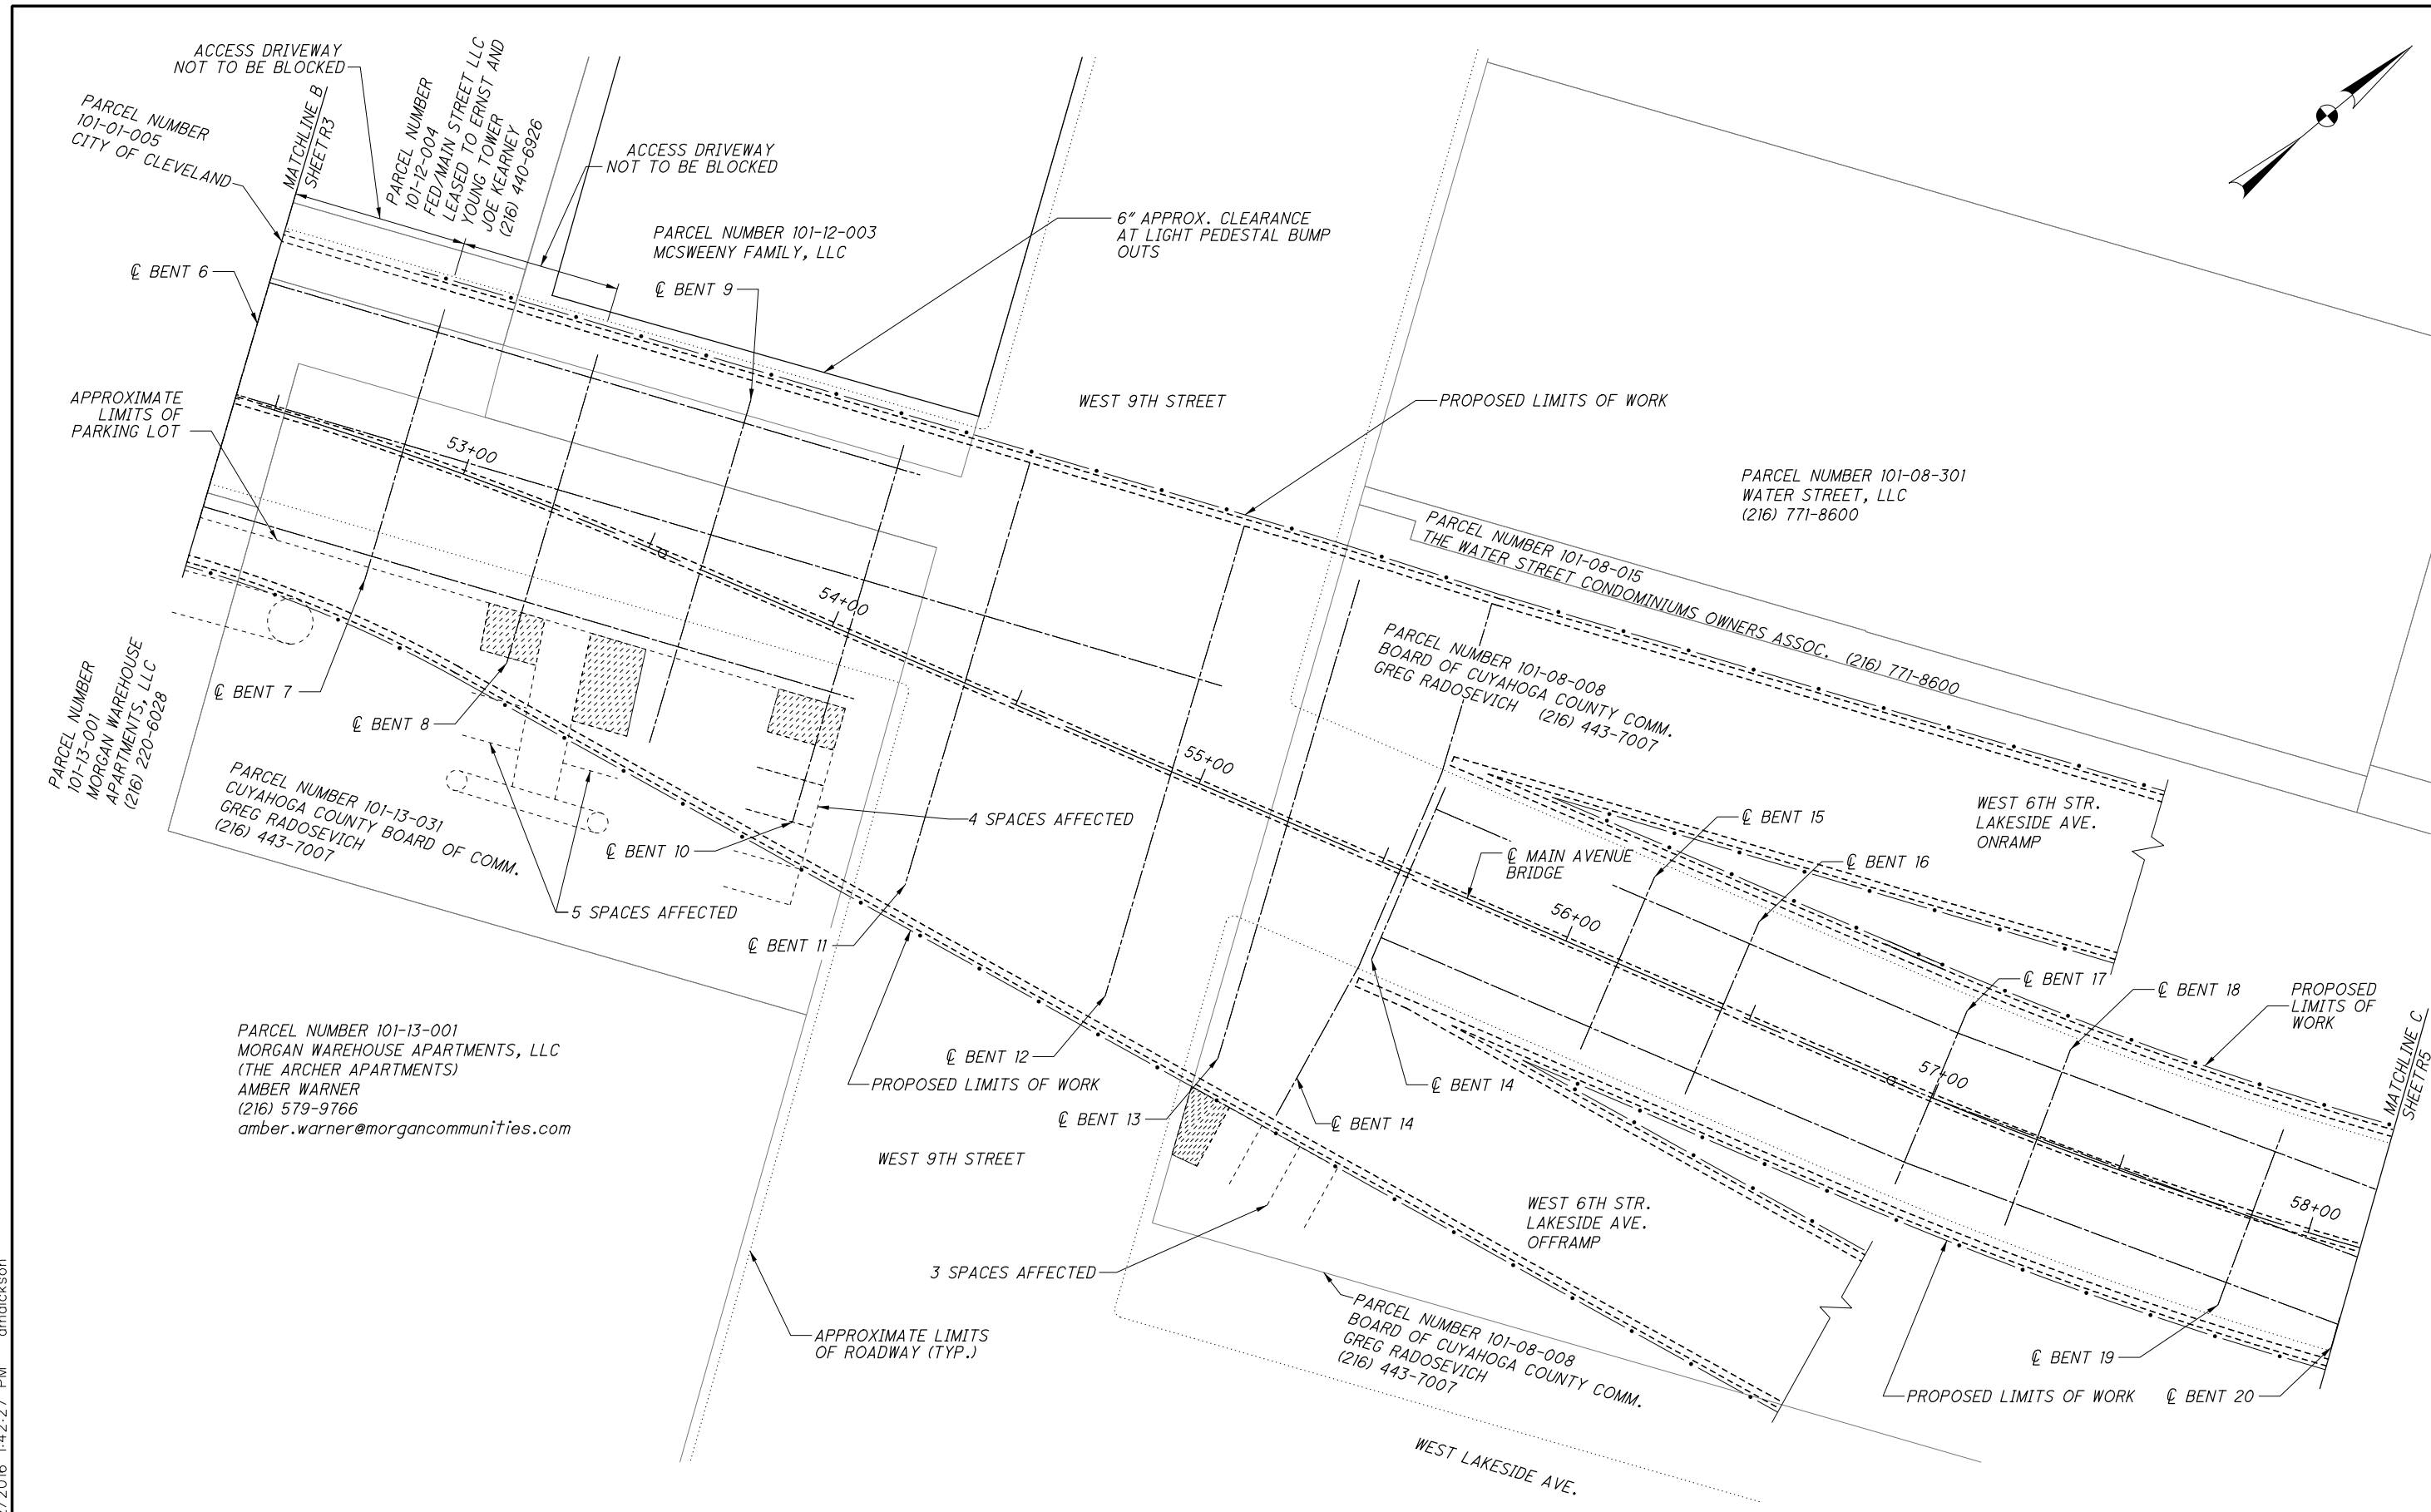 ACCESS DRIVEWAY
NOT TO BE BLOCKED
PARCEL NUMBER
101-01-005
CITY OF CLEVELAND
MATCHLINE B
SHEET R3
PARCEL NUMBER
101-12-004
FED/MAIN STREET LLC
LEASED TO ERNST AND
YOUNG TOWER
JOE KEARNEY
(216) 440-6926
ACCESS DRIVEWAY
NOT TO BE BLOCKED
PARCEL NUMBER 101-12-003
MCSWEENY FAMILY, LLC
6" APPROX. CLEARANCE
AT LIGHT PEDESTAL BUMP
OUTS
℄ BENT 6
℄ BENT 9
APPROXIMATE
LIMITS OF
PARKING LOT
WEST 9TH STREET
PROPOSED LIMITS OF WORK
53+00
54+00
55+00
56+00
57+00
58+00
PARCEL NUMBER 101-08-301
WATER STREET, LLC
(216) 771-8600
PARCEL NUMBER 101-08-015
THE WATER STREET CONDOMINIUMS OWNERS ASSOC. (216) 771-8600
PARCEL NUMBER 101-08-008
BOARD OF CUYAHOGA COUNTY COMM.
GREG RADOSEVICH (216) 443-7007
PARCEL NUMBER
101-13-001
MORGAN WAREHOUSE
APARTMENTS, LLC
(216) 220-6028
℄ BENT 7
℄ BENT 8
PARCEL NUMBER 101-13-031
CUYAHOGA COUNTY BOARD OF COMM.
GREG RADOSEVICH
(216) 443-7007
℄ BENT 10
4 SPACES AFFECTED
5 SPACES AFFECTED
℄ BENT 11
℄ MAIN AVENUE
BRIDGE
℄ BENT 15
℄ BENT 16
WEST 6TH STR.
LAKESIDE AVE.
ONRAMP
℄ BENT 17
℄ BENT 18
PROPOSED
LIMITS OF
WORK
MATCHLINE C
SHEET R5
PARCEL NUMBER 101-13-001
MORGAN WAREHOUSE APARTMENTS, LLC
(THE ARCHER APARTMENTS)
AMBER WARNER
(216) 579-9766
amber.warner@morgancommunities.com
℄ BENT 12
PROPOSED LIMITS OF WORK
℄ BENT 13
℄ BENT 14
℄ BENT 14
WEST 9TH STREET
3 SPACES AFFECTED
WEST 6TH STR.
LAKESIDE AVE.
OFFRAMP
APPROXIMATE LIMITS
OF ROADWAY (TYP.)
PARCEL NUMBER 101-08-008
BOARD OF CUYAHOGA COUNTY COMM.
GREG RADOSEVICH
(216) 443-7007
℄ BENT 19
PROPOSED LIMITS OF WORK
℄ BENT 20
WEST LAKESIDE AVE.
1:42:27 PM